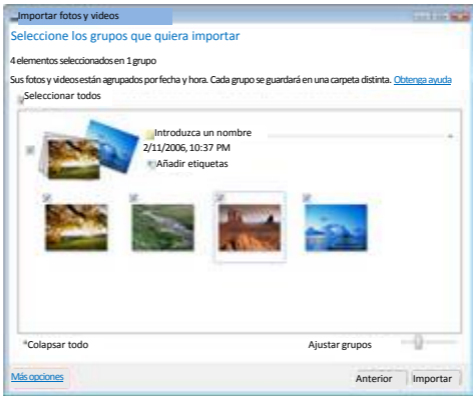 Importar fotos y videos
Seleccione los grupos que quiera importar
4 elementos seleccionados en 1 grupo
Sus fotos y videos están agrupados por fecha y hora. Cada grupo se guardará en una carpeta distinta. Obtenga ayuda
Seleccionar todos
Introduzca un nombre
2/11/2006, 10:37 PM
Añadir etiquetas
Colapsar todo
Ajustar grupos
Más opciones
Anterior
Importar